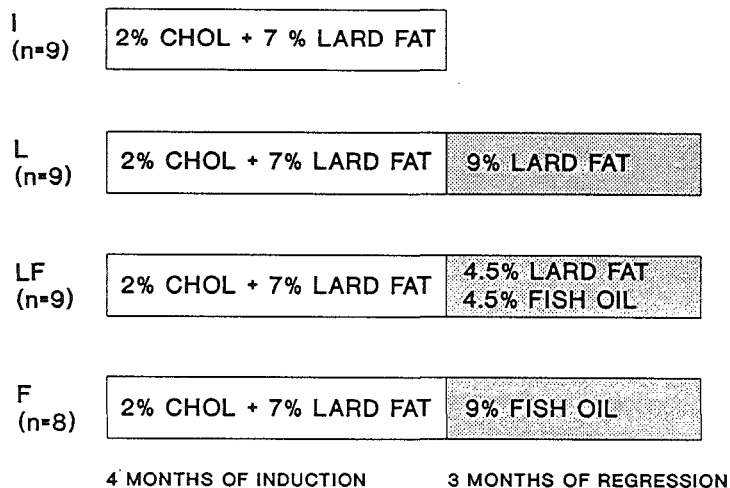 I
(n=9)
2% CHOL + 7 % LARD FAT
L
(n=9)
2% CHOL + 7% LARD FAT
9% LARD FAT
LF
(n=9)
2% CHOL + 7% LARD FAT
4.5% LARD FAT
4.5% FISH OIL
F
(n=8)
2% CHOL + 7% LARD FAT
9% FISH OIL
4 MONTHS OF INDUCTION
3 MONTHS OF REGRESSION